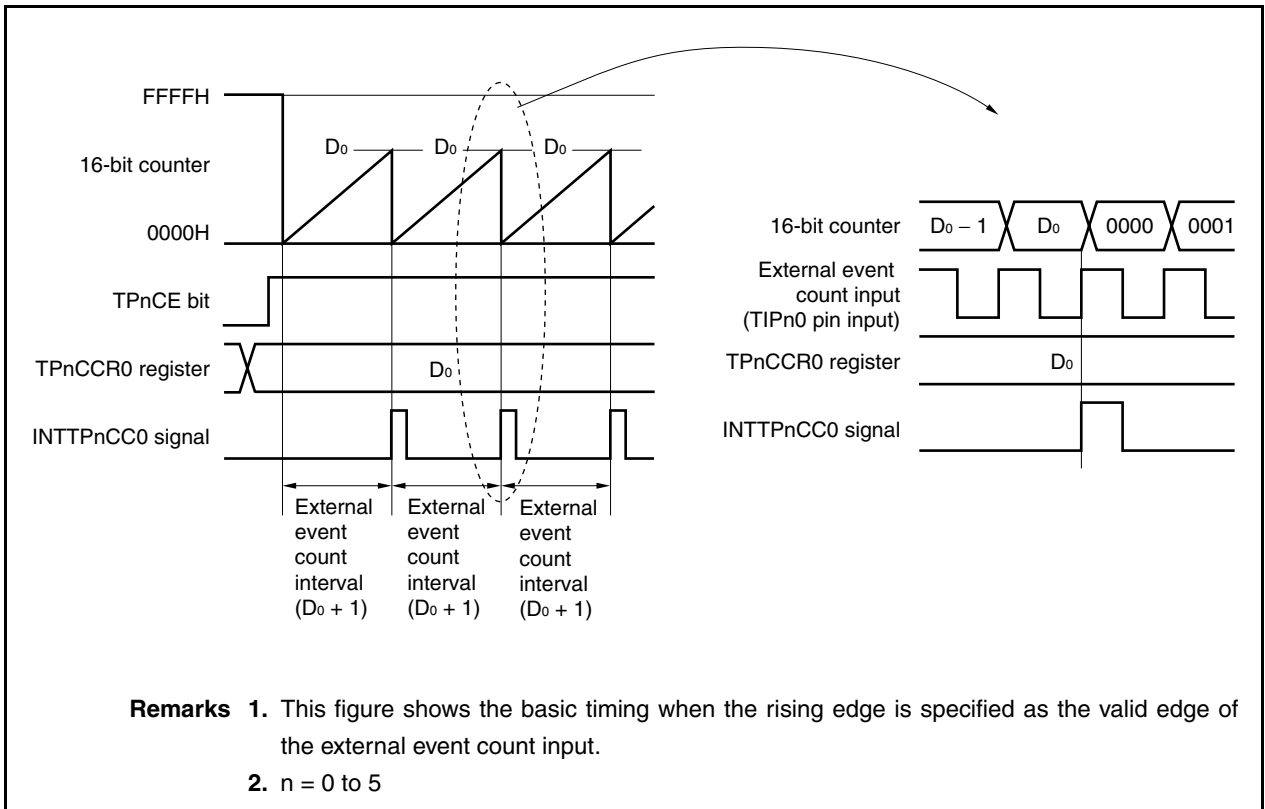 FFFFH
16-bit counter
0000H
D0 D0 D0
TPnCE bit
TPnCCR0 register
D0
INTTPnCC0 signal
External
event
count
interval
(D0 + 1)
External
event
count
interval
(D0 + 1)
External
event
count
interval
(D0 + 1)
16-bit counter
D0 – 1 D0 0000 0001
External event
count input
(TIPn0 pin input)
TPnCCR0 register
D0
INTTPnCC0 signal
Remarks 1. This figure shows the basic timing when the rising edge is specified as the valid edge of
the external event count input.
2. n = 0 to 5